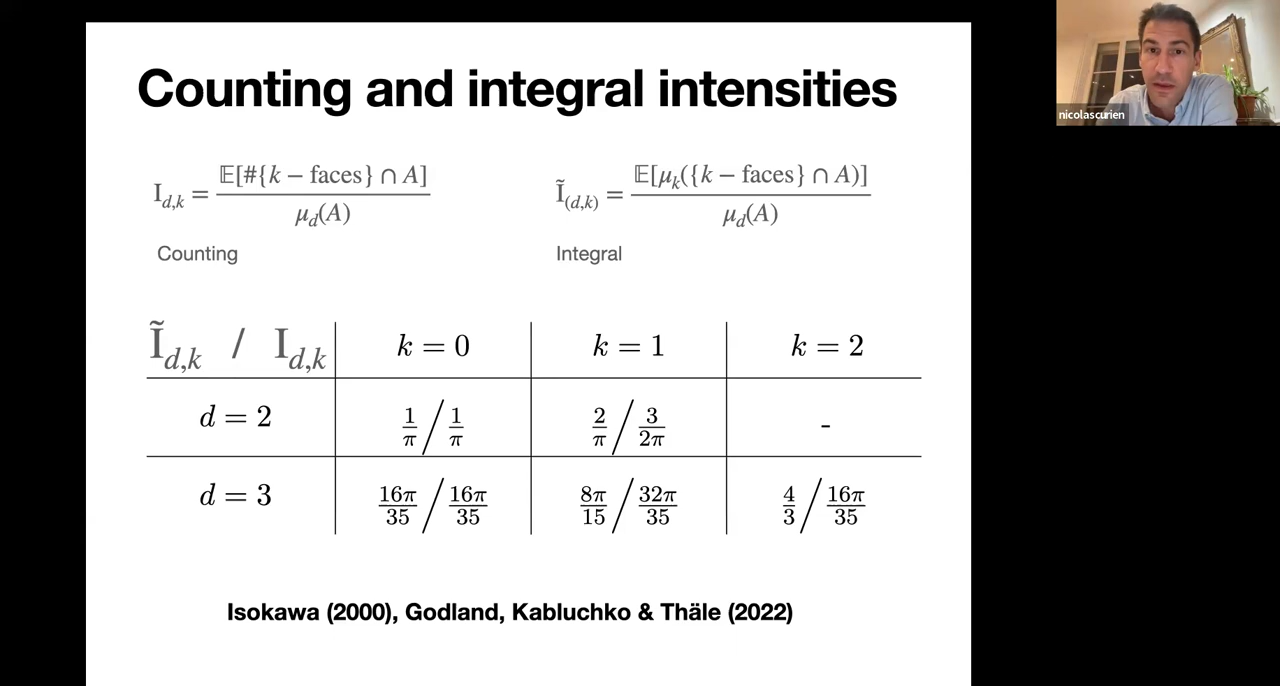 Counting and integral intensities
nicolascurien
I_{d,k} = 𝔼[#{k − faces} ∩ A] / μ_d(A)
Ĩ_{(d,k)} = 𝔼[μ_k({k − faces} ∩ A)] / μ_d(A)
Counting
Integral
Ĩ_{d,k} / I_{d,k} k = 0 k = 1 k = 2
d = 2 1/π / 1/π 2/π / 3/2π -
d = 3 16π/35 / 16π/35 8π/15 / 32π/35 4/3 / 16π/35
Isokawa (2000), Godland, Kabluchko & Thäle (2022)